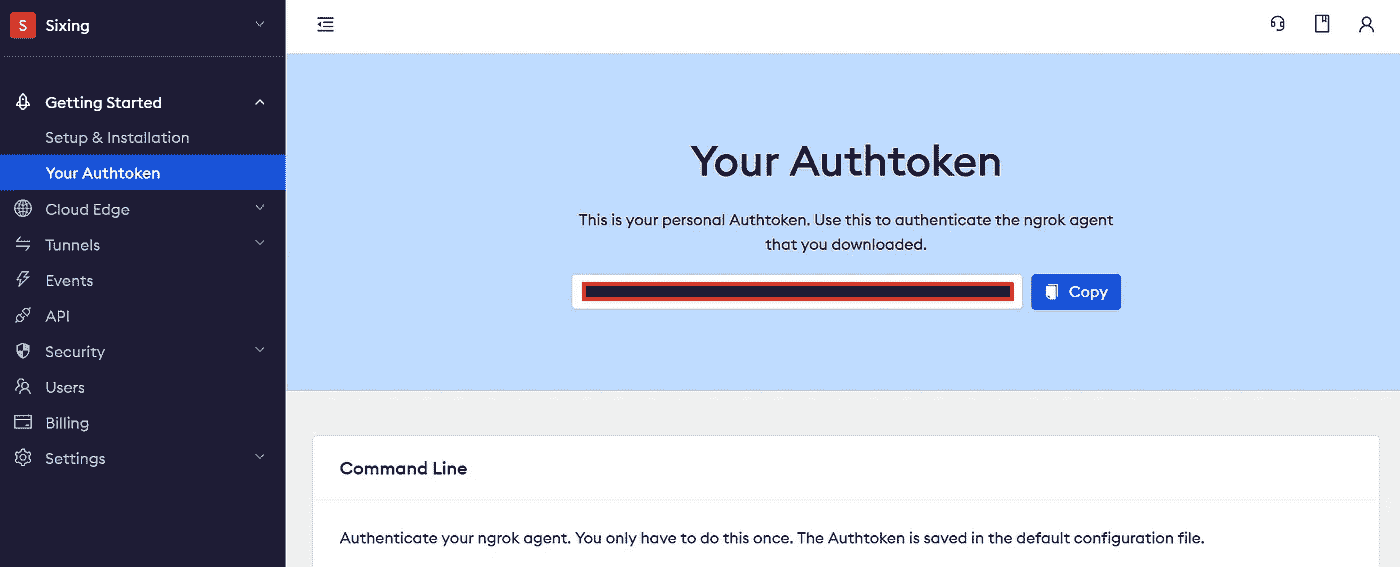 S Sixing
Getting Started
Setup & Installation
Your Authtoken
Cloud Edge
Tunnels
Events
API
Security
Users
Billing
Settings
Your Authtoken
This is your personal Authtoken. Use this to authenticate the ngrok agent
that you downloaded.
Copy
Command Line
Authenticate your ngrok agent. You only have to do this once. The Authtoken is saved in the default configuration file.